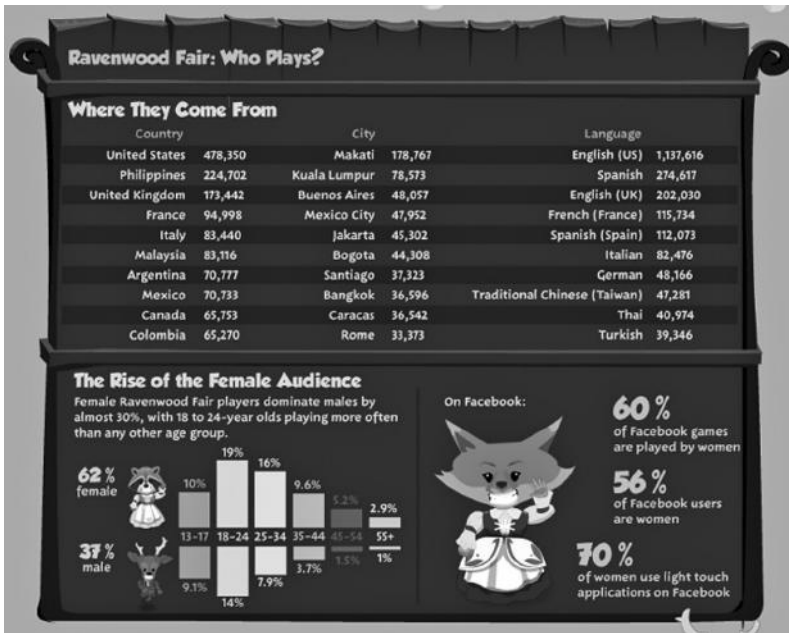 Ravenwood Fair: Who Plays?
Where They Come From
Country City Language
United States 478,350 Makati 178,767 English (US) 1,137,616
Philippines 224,702 Kuala Lumpur 78,573 Spanish 274,617
United Kingdom 173,442 Buenos Aires 48,057 English (UK) 202,030
France 94,998 Mexico City 47,952 French (France) 115,734
Italy 83,440 Jakarta 45,302 Spanish (Spain) 112,073
Malaysia 83,116 Bogota 44,308 Italian 82,476
Argentina 70,777 Santiago 37,323 German 48,166
Mexico 70,733 Bangkok 36,596 Traditional Chinese (Taiwan) 47,281
Canada 65,753 Caracas 36,542 Thai 40,974
Colombia 65,270 Rome 33,373 Turkish 39,346
The Rise of the Female Audience
Female Ravenwood Fair players dominate males by
almost 30%, with 18 to 24-year olds playing more often
than any other age group.
62%
female
10% 19% 16% 9.6% 5.2% 2.9%
13-17 18-24 25-34 35-44 45-54 55+
37%
male
9.1% 14% 7.9% 3.7% 1.5% 1%
On Facebook:
60%
of Facebook games
are played by women
56%
of Facebook users
are women
70%
of women use light touch
applications on Facebook